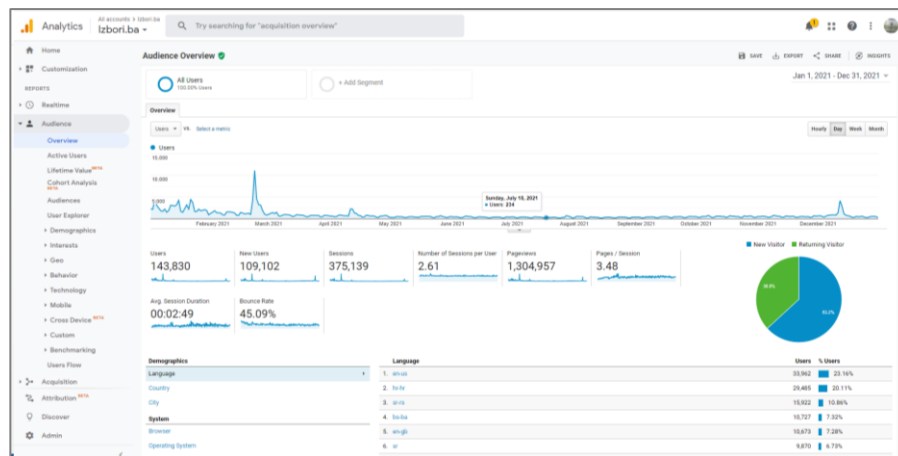 Analytics
All accounts > Izbori.ba
Izbori.ba
Try searching for "acquisition overview"
Home
Customization
REPORTS
Realtime
Audience
Overview
Active Users
Lifetime Value BETA
Cohort Analysis
BETA
Audiences
User Explorer
Demographics
Interests
Geo
Behavior
Technology
Mobile
Cross Device BETA
Custom
Benchmarking
Users Flow
Acquisition
Attribution BETA
Discover
Admin
Audience Overview
SAVE EXPORT SHARE INSIGHTS
All Users
100.00% Users
+ Add Segment
Jan 1, 2021 - Dec 31, 2021
Overview
Users VS. Select a metric
Hourly Day Week Month
Users
15,000
10,000
5,000
Sunday, July 18, 2021
Users: 234
February 2021 March 2021 April 2021 May 2021 June 2021 July 2021 August 2021 September 2021 October 2021 November 2021 December 2021
New Visitor Returning Visitor
Users New Users Sessions Number of Sessions per User Pageviews Pages / Session
143,830 109,102 375,139 2.61 1,304,957 3.48
Avg. Session Duration Bounce Rate
00:02:49 45.09%
Demographics
Language
Country
City
System
Browser
Operating System
Language Users % Users
1. en-us 33,962 23.16%
2. hr-hr 29,485 20.11%
3. sr-rs 15,922 10.86%
4. bs-ba 10,727 7.32%
5. en-gb 10,673 7.28%
6. sr 9,870 6.73%